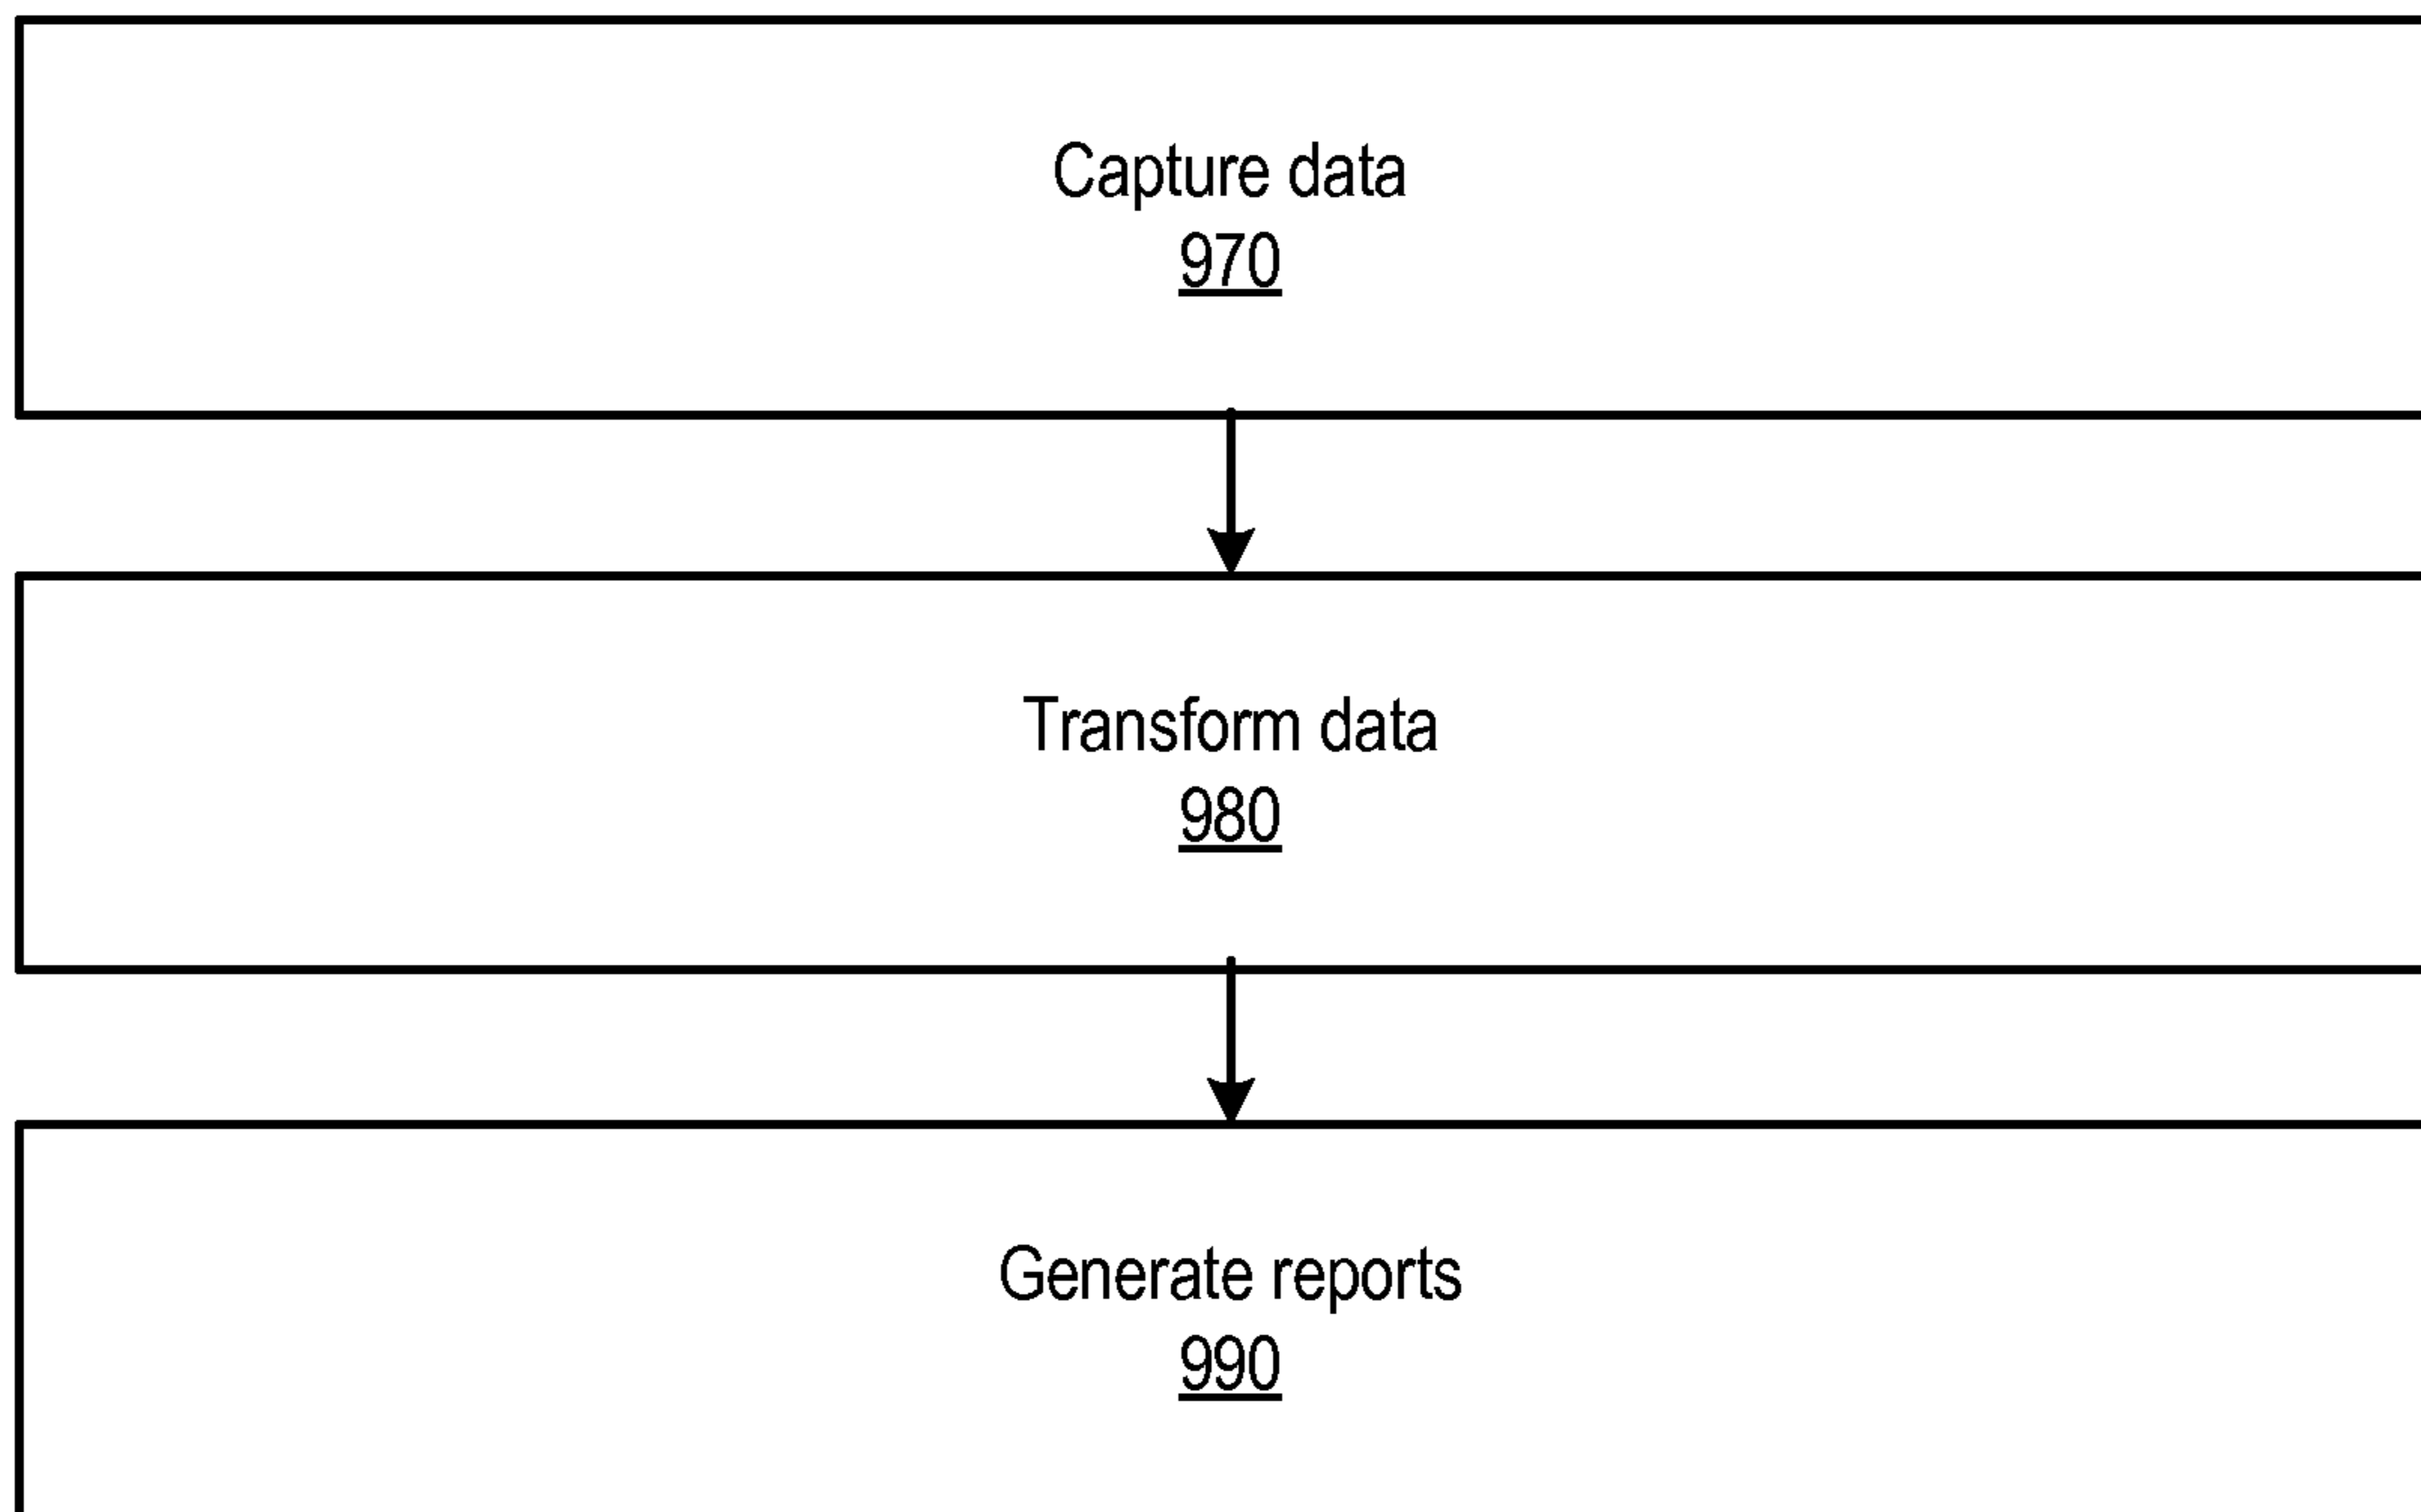 Capture data
970
Transform data
980
Generate reports
990